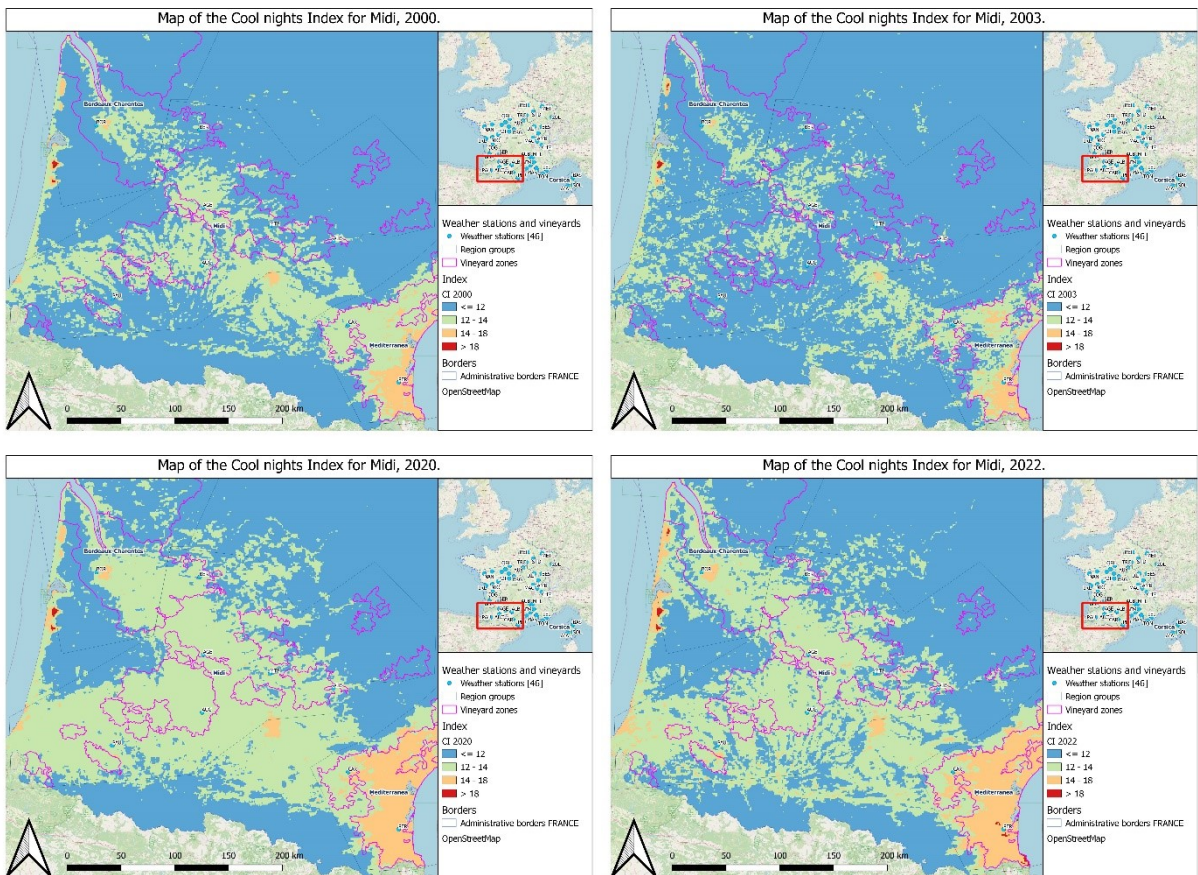 Map of the Cool nights Index for Midi, 2000.
Bordeaux-Charentes
Midi
Mediterranea
Corsica
Weather stations and vineyards
Weather stations [46]
Region groups
Vineyard zones
Index
CI 2000
<= 12
12 - 14
14 - 18
> 18
Borders
Administrative borders FRANCE
OpenStreetMap
0 50 100 150 200 km
Map of the Cool nights Index for Midi, 2003.
Bordeaux-Charentes
Midi
Mediterranea
Corsica
Weather stations and vineyards
Weather stations [46]
Region groups
Vineyard zones
Index
CI 2003
<= 12
12 - 14
14 - 18
> 18
Borders
Administrative borders FRANCE
OpenStreetMap
0 50 100 150 200 km
Map of the Cool nights Index for Midi, 2020.
Bordeaux-Charentes
Midi
Mediterranea
Corsica
Weather stations and vineyards
Weather stations [46]
Region groups
Vineyard zones
Index
CI 2020
<= 12
12 - 14
14 - 18
> 18
Borders
Administrative borders FRANCE
OpenStreetMap
0 50 100 150 200 km
Map of the Cool nights Index for Midi, 2022.
Bordeaux-Charentes
Midi
Mediterranea
Corsica
Weather stations and vineyards
Weather stations [46]
Region groups
Vineyard zones
Index
CI 2022
<= 12
12 - 14
14 - 18
> 18
Borders
Administrative borders FRANCE
OpenStreetMap
0 50 100 150 200 km